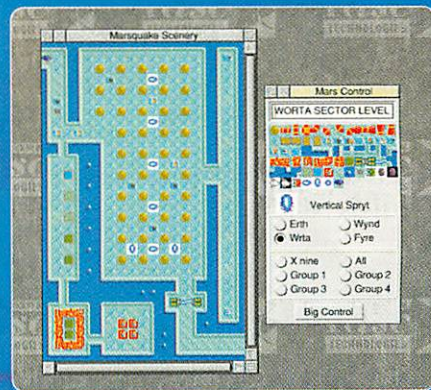 Marsquake Scenery
Mars Control
WORTA SECTOR LEVEL
Vertical Spryt
Erth
Wynd
Wrta
Fyre
X nine
All
Group 1
Group 2
Group 3
Group 4
Big Control